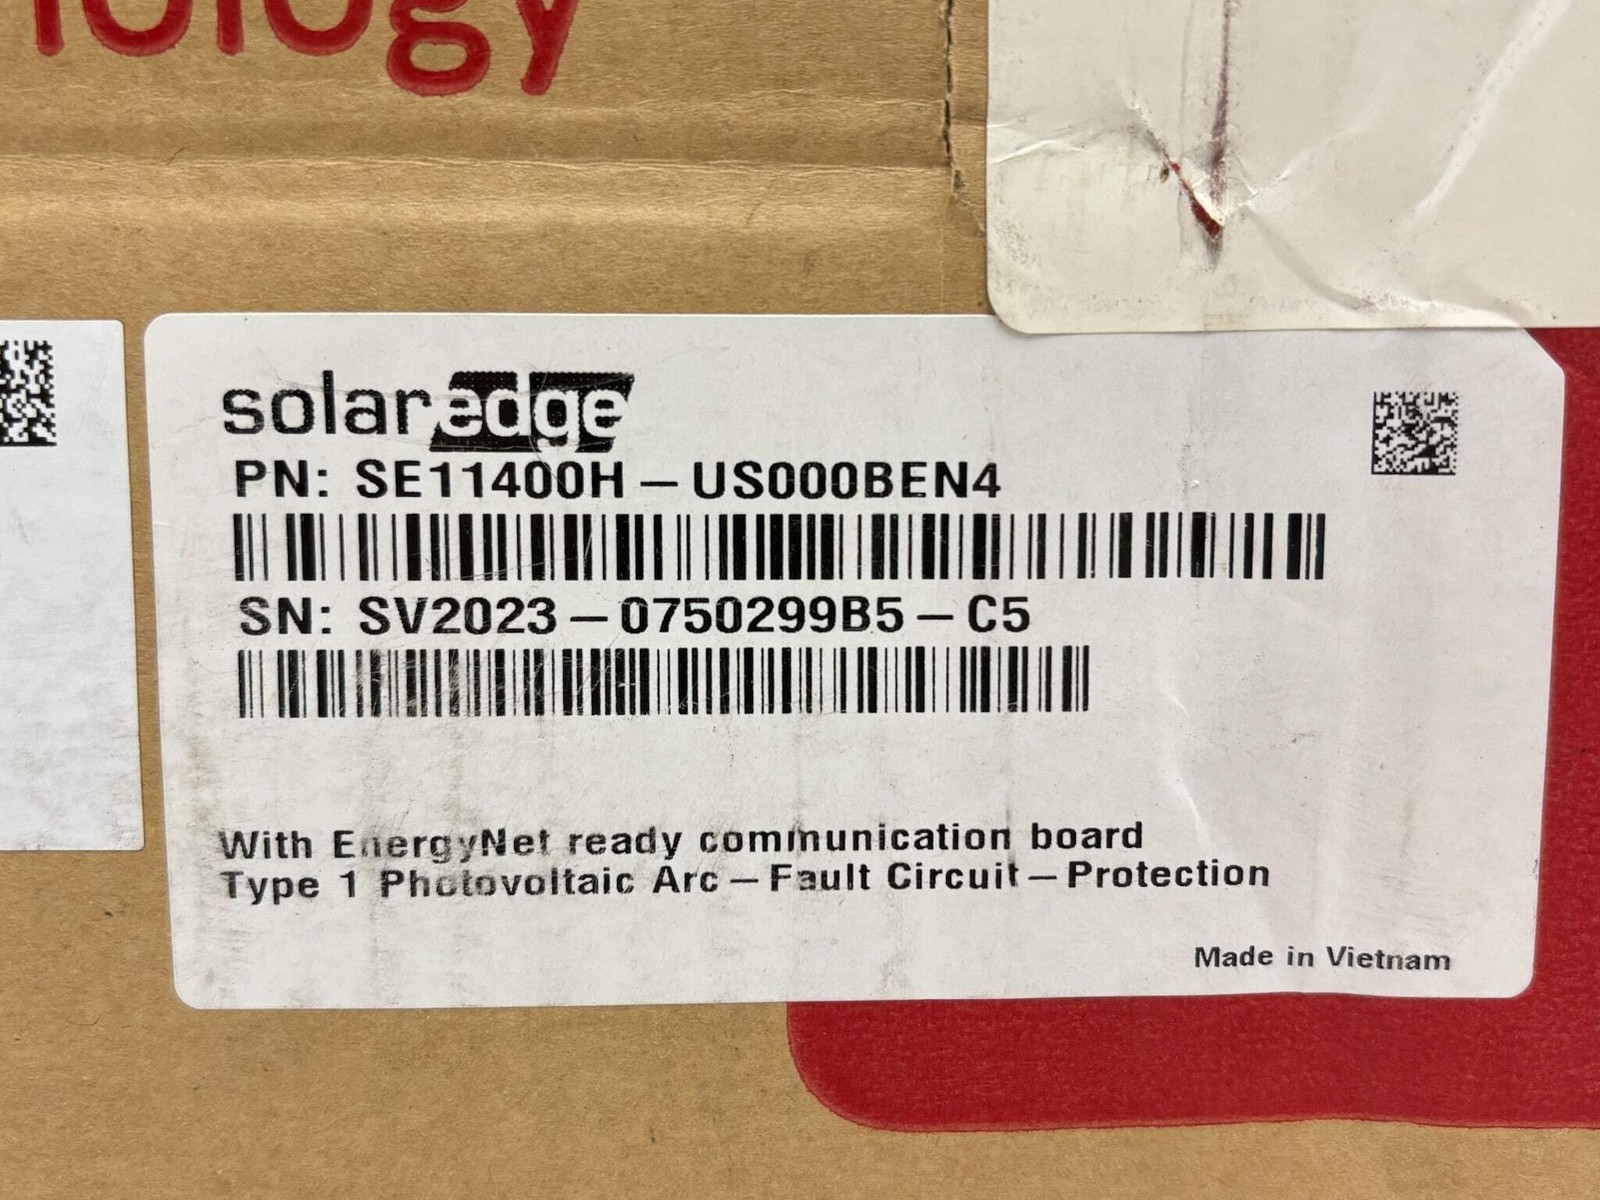 nology
solaredge
PN: SE11400H-US000BEN4
SN: SV2023-0750299B5-C5
With EnergyNet ready communication board
Type 1 Photovoltaic Arc-Fault Circuit-Protection
Made in Vietnam